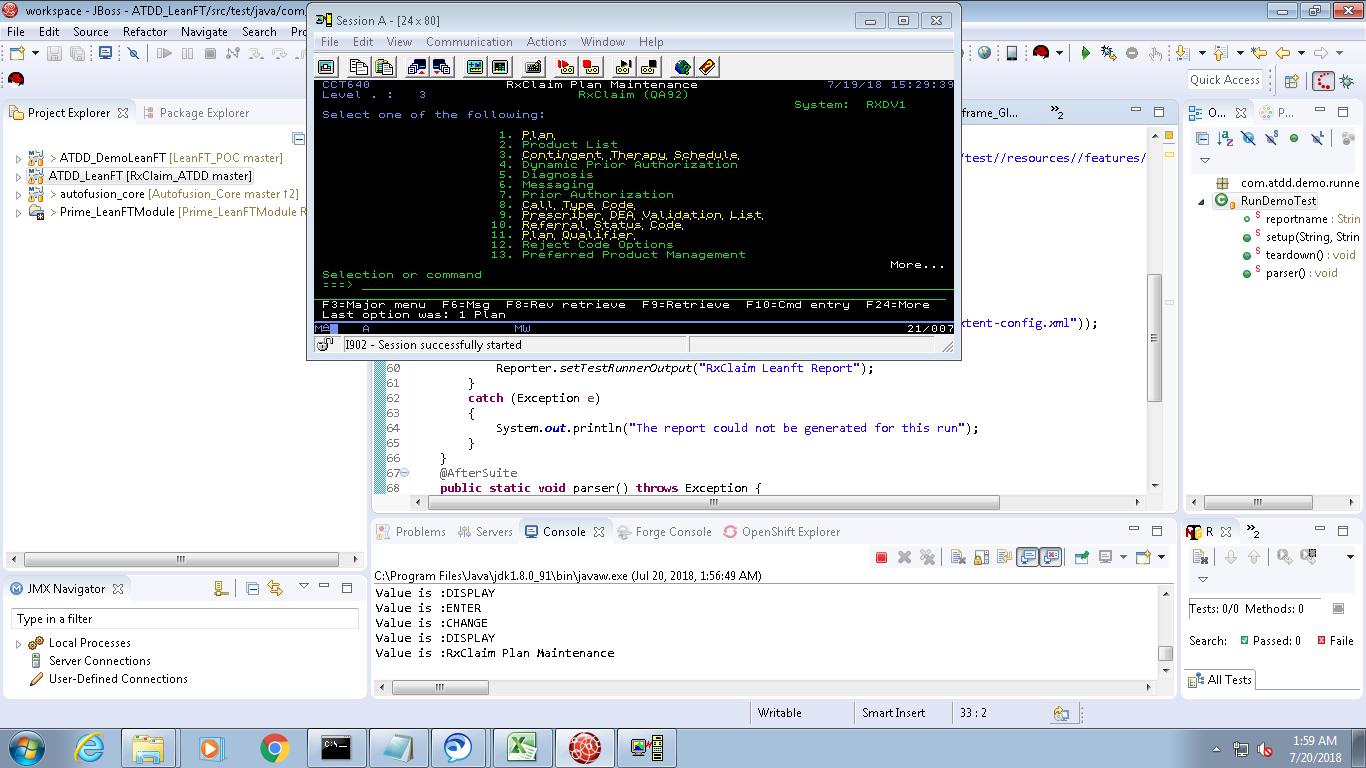 workspace - JBoss - ATDD_LeanFT/src/test/java/com
File Edit Source Refactor Navigate Search
Quick Access
Project Explorer
Package Explorer
> ATDD_DemoLeanFT [LeanFT_POC master]
ATDD_LeanFT [RxClaim_ATDD master]
> autofusion_core [Autofusion_Core master ↑2]
> Prime_LeanFTModule [Prime_LeanFTModule R
Session A - [24 x 80]
File Edit View Communication Actions Window Help
CCT640 RxClaim Plan Maintenance 7/19/18 15:29:39
Level . : 3 RxClaim (QA92)
System: RXDV1
Select one of the following:
1. Plan
2. Product List
3. Contingent Therapy Schedule
4. Dynamic Prior Authorization
5. Diagnosis
6. Messaging
7. Prior Authorization
8. Call Type Code
9. Prescriber DEA Validation List
10. Referral Status Code
11. Plan Qualifier
12. Reject Code Options
13. Preferred Product Management
More...
Selection or command
===>
F3=Major menu F6=Msg F8=Rev retrieve F9=Retrieve F10=Cmd entry F24=More
Last option was: 1 Plan
MA A MW 21/007
I902 - Session successfully started
frame_Gl...
»2
/test//resources//features/
xtent-config.xml"));
60 Reporter.setTestRunnerOutput("RxClaim Leanft Report");
61 }
62 catch (Exception e)
63 {
64 System.out.println("The report could not be generated for this run");
65 }
66 }
67 @AfterSuite
68 public static void parser() throws Exception {
O...
P...
com.atdd.demo.runne
RunDemoTest
reportname : Strin
setup(String, Strin
teardown() : void
parser() : void
Problems Servers Console Forge Console OpenShift Explorer
C:\Program Files\Java\jdk1.8.0_91\bin\javaw.exe (Jul 20, 2018, 1:56:49 AM)
Value is :DISPLAY
Value is :ENTER
Value is :CHANGE
Value is :DISPLAY
Value is :RxClaim Plan Maintenance
JMX Navigator
Type in a filter
Local Processes
Server Connections
User-Defined Connections
R
»2
Tests: 0/0 Methods: 0
Search: Passed: 0 Faile
All Tests
Writable Smart Insert 33 : 2
1:59 AM
7/20/2018